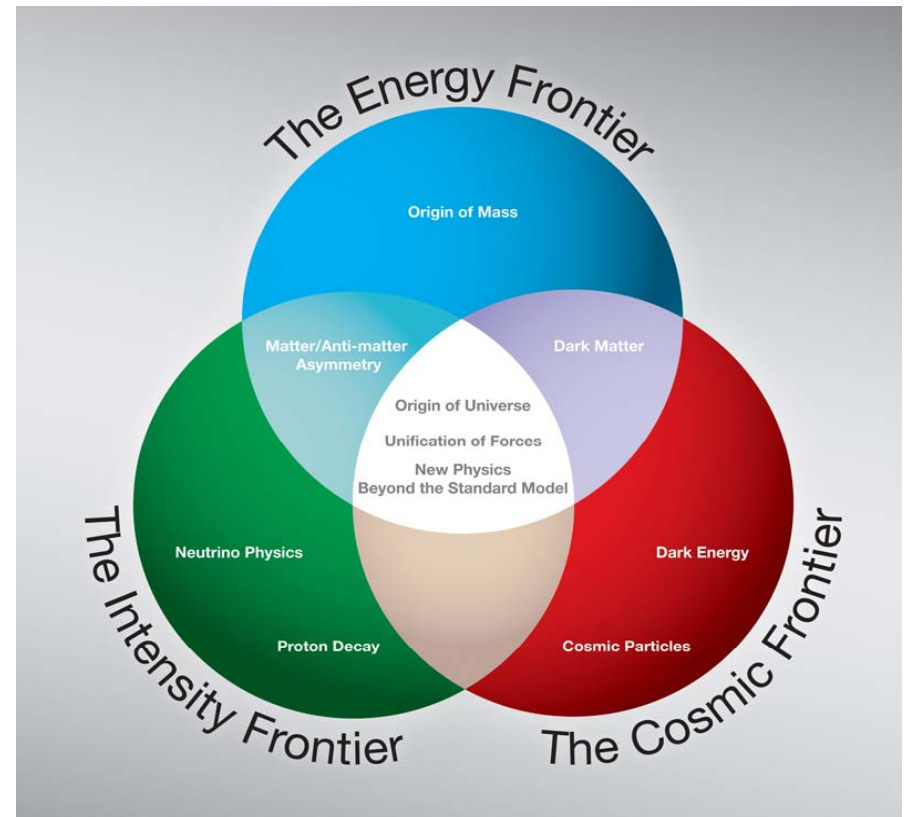 The Energy Frontier
Origin of Mass
Matter/Anti-matter
Asymmetry
Dark Matter
Origin of Universe
Unification of Forces
New Physics
Beyond the Standard Model
Neutrino Physics
Dark Energy
Proton Decay
Cosmic Particles
The Intensity Frontier
The Cosmic Frontier